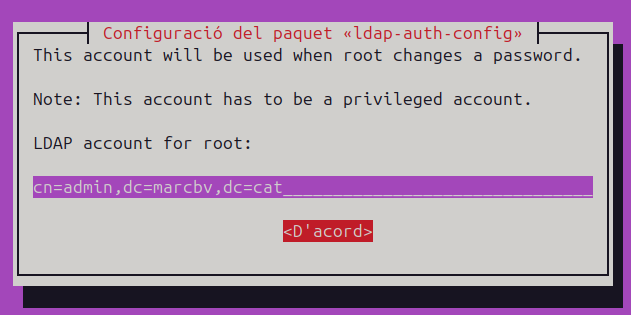 Configuració del paquet «ldap-auth-config»
This account will be used when root changes a password.
Note: This account has to be a privileged account.
LDAP account for root:
cn=admin,dc=marcbv,dc=cat_______________________________
<D'acord>